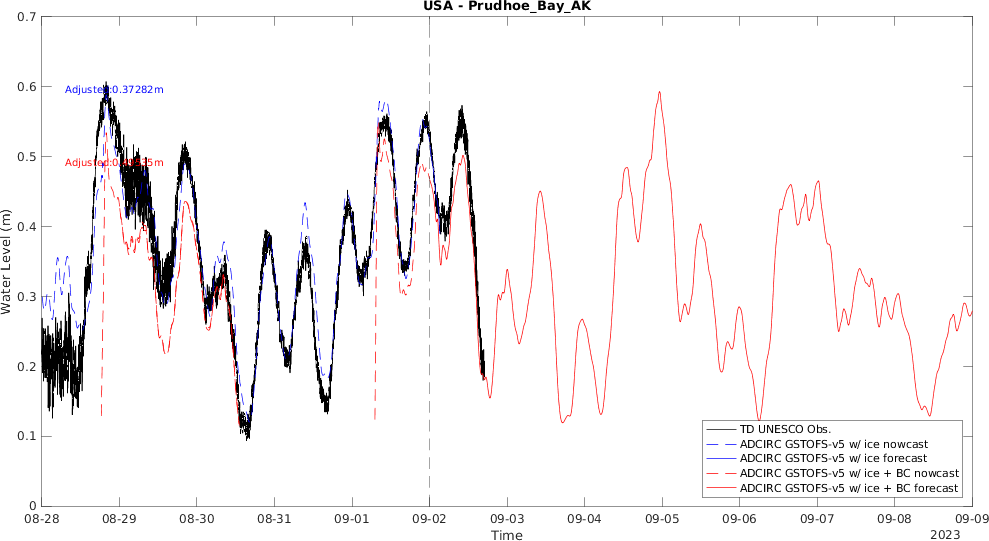 USA - Prudhoe_Bay_AK
Water Level (m)
0.7
0.6
0.5
0.4
0.3
0.2
0.1
0
Adjusted:0.37282m
TD UNESCO Obs.
ADCIRC GSTOFS-v5 w/ ice nowcast
ADCIRC GSTOFS-v5 w/ ice forecast
ADCIRC GSTOFS-v5 w/ ice + BC nowcast
ADCIRC GSTOFS-v5 w/ ice + BC forecast
08-28 08-29 08-30 08-31 09-01 09-02 09-03 09-04 09-05 09-06 09-07 09-08 09-09
Time
2023